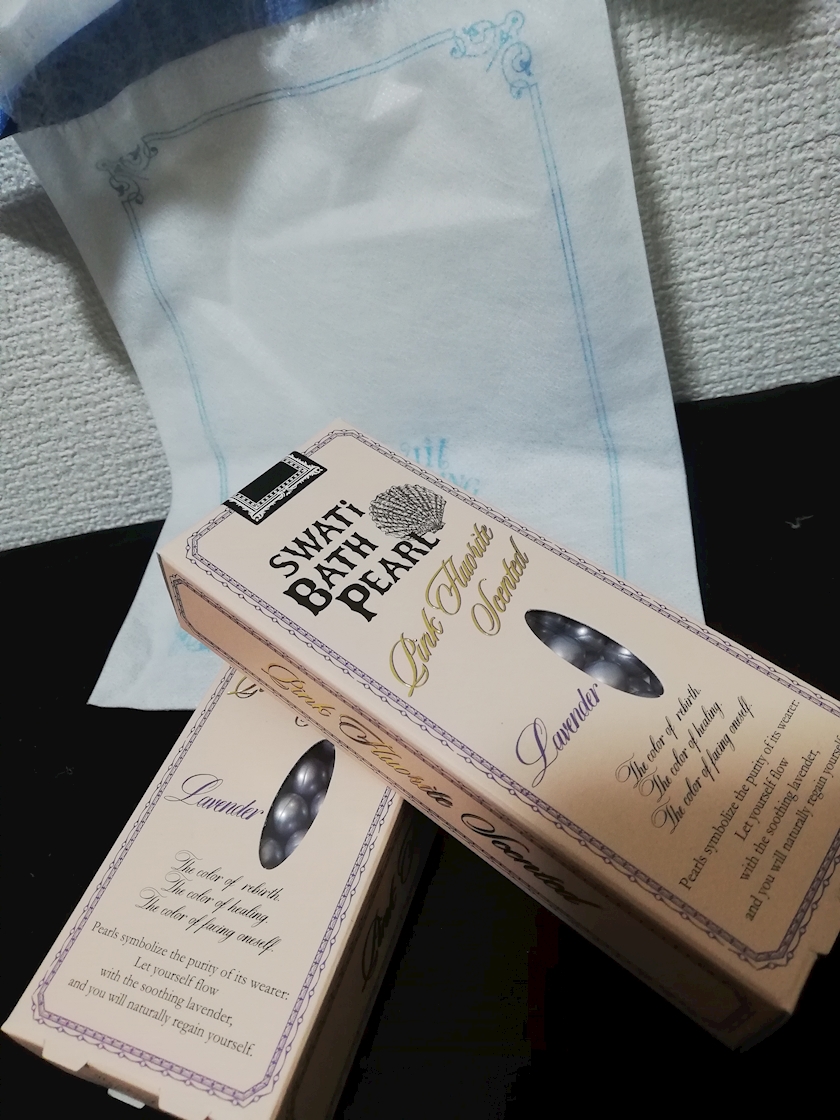 SWATi
BATH
PEARL
Pink Fluorite
Scented
Lavender
The color of rebirth.
The color of healing.
The color of facing oneself.
Pearls symbolize the purity of its wearer:
Let yourself flow
with the soothing lavender,
and you will naturally regain yourself.
Pink Fluorite Scented
Lavender
The color of rebirth.
The color of healing.
The color of facing oneself.
Pearls symbolize the purity of its wearer:
Let yourself flow
with the soothing lavender,
and you will naturally regain yourself.